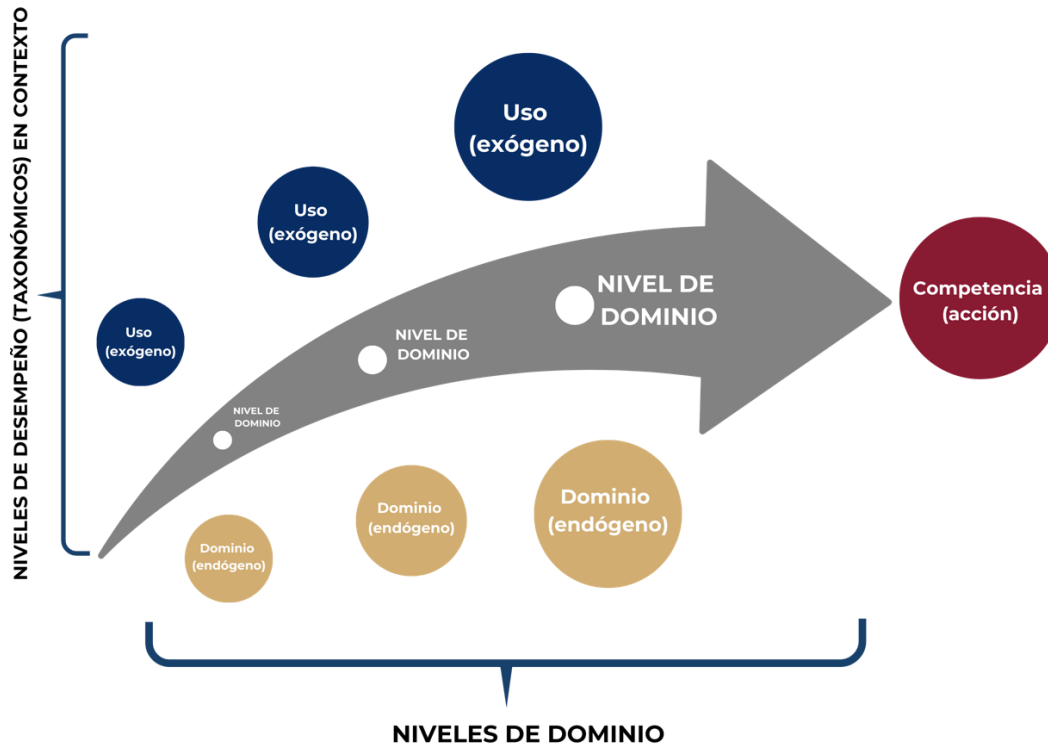 NIVELES DE DESEMPEÑO (TAXONÓMICOS) EN CONTEXTO
Uso
(exógeno)
Uso
(exógeno)
Uso
(exógeno)
NIVEL DE
DOMINIO
NIVEL DE
DOMINIO
NIVEL DE
DOMINIO
Competencia
(acción)
Dominio
(endógeno)
Dominio
(endógeno)
Dominio
(endógeno)
NIVELES DE DOMINIO